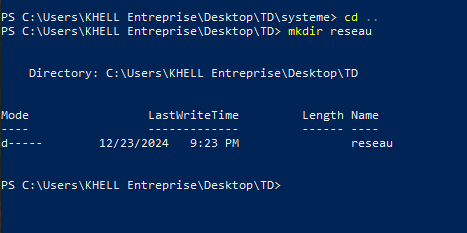 PS C:\Users\KHELL Entreprise\Desktop\TD\systeme> cd ..
PS C:\Users\KHELL Entreprise\Desktop\TD> mkdir reseau
    Directory: C:\Users\KHELL Entreprise\Desktop\TD
Mode                 LastWriteTime         Length Name
----                 -------------         ------ ----
d-----        12/23/2024   9:23 PM                reseau
PS C:\Users\KHELL Entreprise\Desktop\TD>